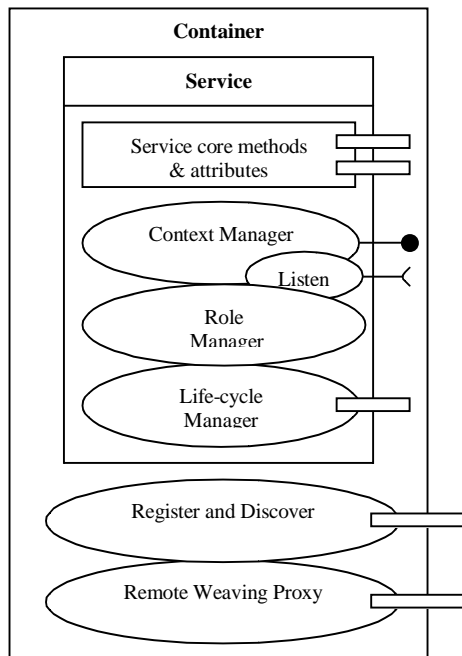 Container
Service
Service core methods
& attributes
Context Manager
Listen
Role
Manager
Life-cycle
Manager
Register and Discover
Remote Weaving Proxy